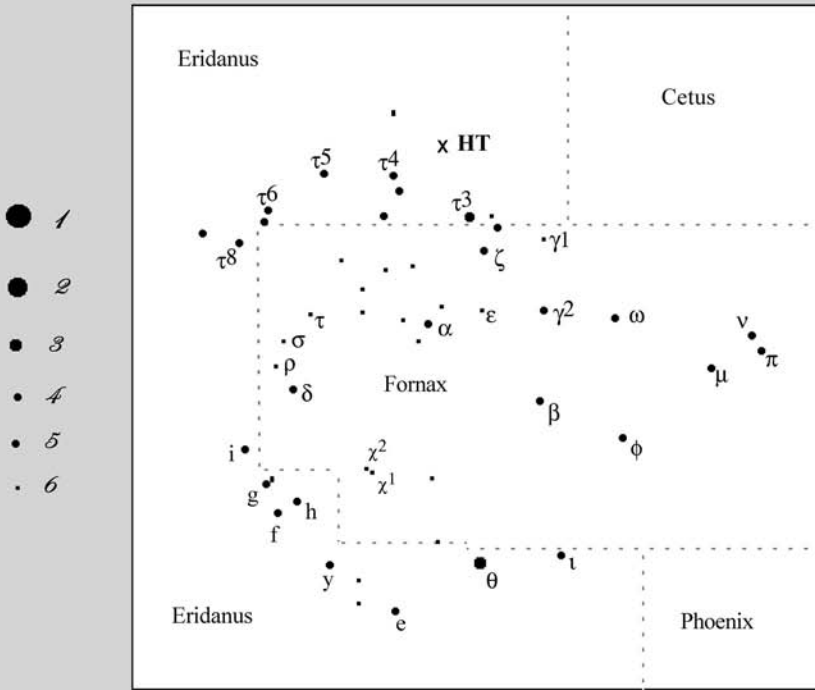 Eridanus
Cetus
x HT
τ5
τ4
τ6
τ3
1
τ8
ζ
γ1
2
τ
α
ε
γ2
ω
ν
3
σ
π
ρ
Fornax
μ
4
δ
β
5
i
χ2
φ
6
g
χ1
h
f
y
θ
ι
Eridanus
e
Phoenix